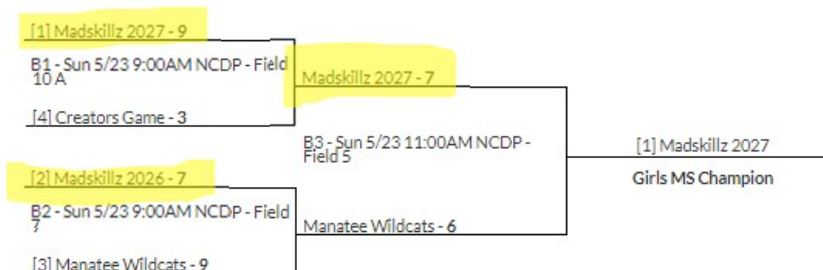 [1] Madskillz 2027 - 9
B1 - Sun 5/23 9:00AM NCDP - Field
10 A
Madskillz 2027 - 7
[4] Creators Game - 3
B3 - Sun 5/23 11:00AM NCDP -
Field 5
[1] Madskillz 2027
Girls MS Champion
[2] Madskillz 2026 - 7
B2 - Sun 5/23 9:00AM NCDP - Field
7
Manatee Wildcats - 6
[3] Manatee Wildcats - 9